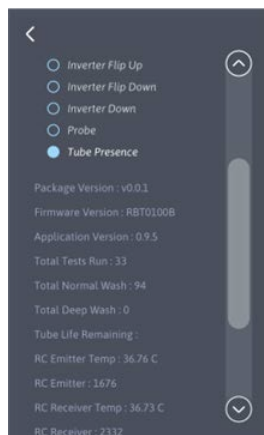 Inverter Flip Up
Inverter Flip Down
Inverter Down
Probe
Tube Presence
Package Version : v0.0.1
Firmware Version : RBT0100B
Application Version : 0.9.5
Total Tests Run : 33
Total Normal Wash : 94
Total Deep Wash : 0
Tube Life Remaining :
RC Emitter Temp : 36.76 C
RC Emitter : 1676
RC Receiver Temp : 36.73 C
RC Receiver : 2332